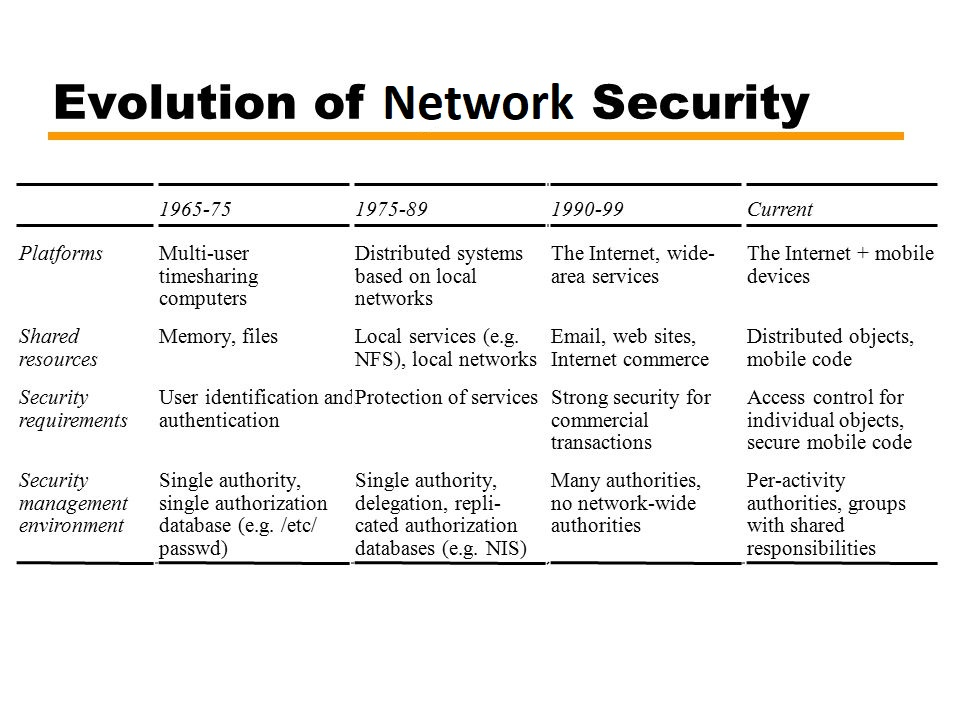 Evolution of Network Security
1965-75 1975-89 1990-99 Current
Platforms Multi-user Distributed systems The Internet, wide- The Internet + mobile
timesharing based on local area services devices
computers networks
Shared Memory, files Local services (e.g. Email, web sites, Distributed objects,
resources NFS), local networks Internet commerce mobile code
Security User identification and Protection of services Strong security for Access control for
requirements authentication commercial individual objects,
transactions secure mobile code
Security Single authority, Single authority, Many authorities, Per-activity
management single authorization delegation, repli- no network-wide authorities, groups
environment database (e.g. /etc/ cated authorization authorities with shared
passwd) databases (e.g. NIS) responsibilities